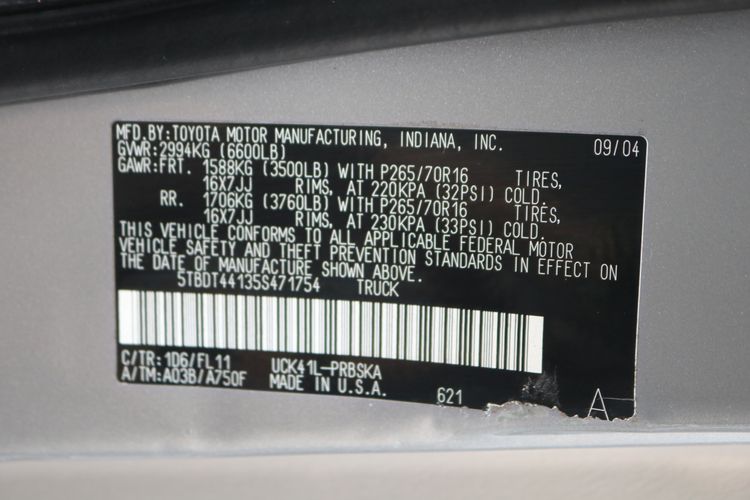 MFD.BY:TOYOTA MOTOR MANUFACTURING, INDIANA, INC. 09/04
GVWR:2994KG (6600LB)
GAWR:FRT. 1588KG (3500LB) WITH P265/70R16 TIRES,
16X7JJ RIMS, AT 220KPA (32PSI) COLD.
RR. 1706KG (3760LB) WITH P265/70R16 TIRES,
16X7JJ RIMS, AT 230KPA (33PSI) COLD.
THIS VEHICLE CONFORMS TO ALL APPLICABLE FEDERAL MOTOR
VEHICLE SAFETY AND THEFT PREVENTION STANDARDS IN EFFECT ON
THE DATE OF MANUFACTURE SHOWN ABOVE.
5TBDT44135S471754 TRUCK
C/TR:1D6/FL11 UCK41L-PRBSKA
A/TM:A03B/A750F MADE IN U.S.A. 621 A